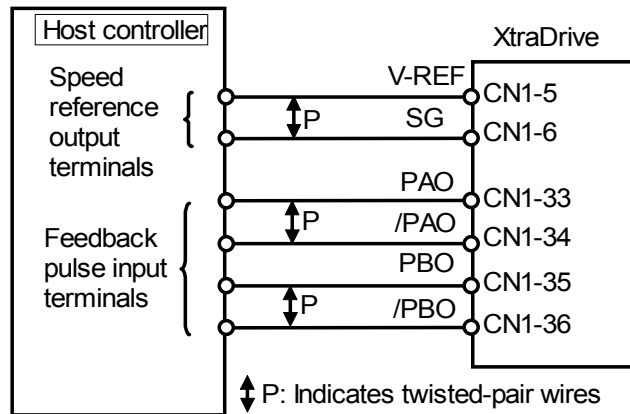 Host controller
XtraDrive
Speed
reference
output
terminals
V-REF
CN1-5
P
SG
CN1-6
PAO
CN1-33
P
/PAO
CN1-34
Feedback
pulse input
terminals
PBO
CN1-35
P
/PBO
CN1-36
P: Indicates twisted-pair wires